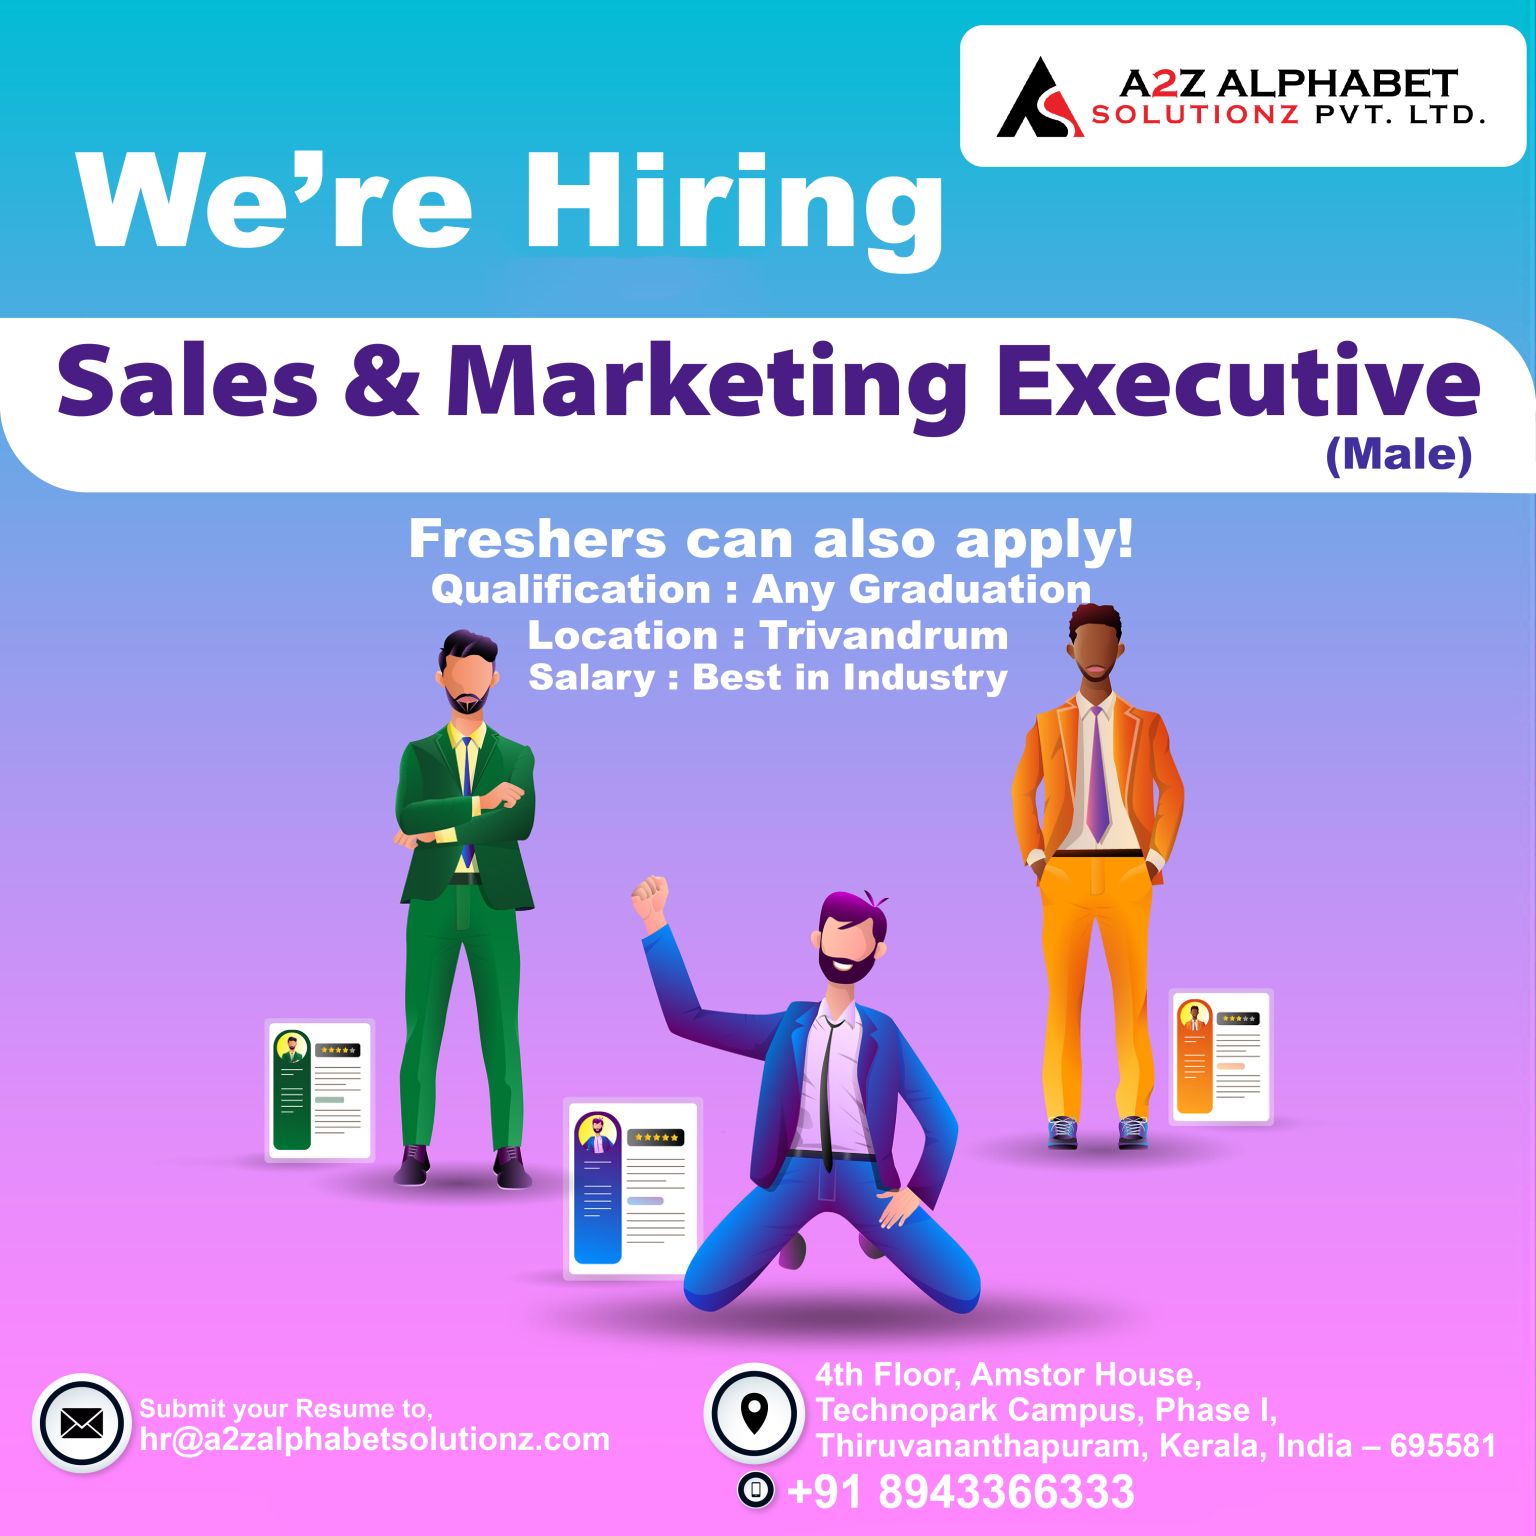 A2Z ALPHABET
SOLUTIONZ PVT. LTD.
We’re Hiring
Sales & Marketing Executive
(Male)
Freshers can also apply!
Qualification : Any Graduation
Location : Trivandrum
Salary : Best in Industry
Submit your Resume to,
hr@a2zalphabetsolutionz.com
4th Floor, Amstor House,
Technopark Campus, Phase I,
Thiruvananthapuram, Kerala, India – 695581
+91 8943366333